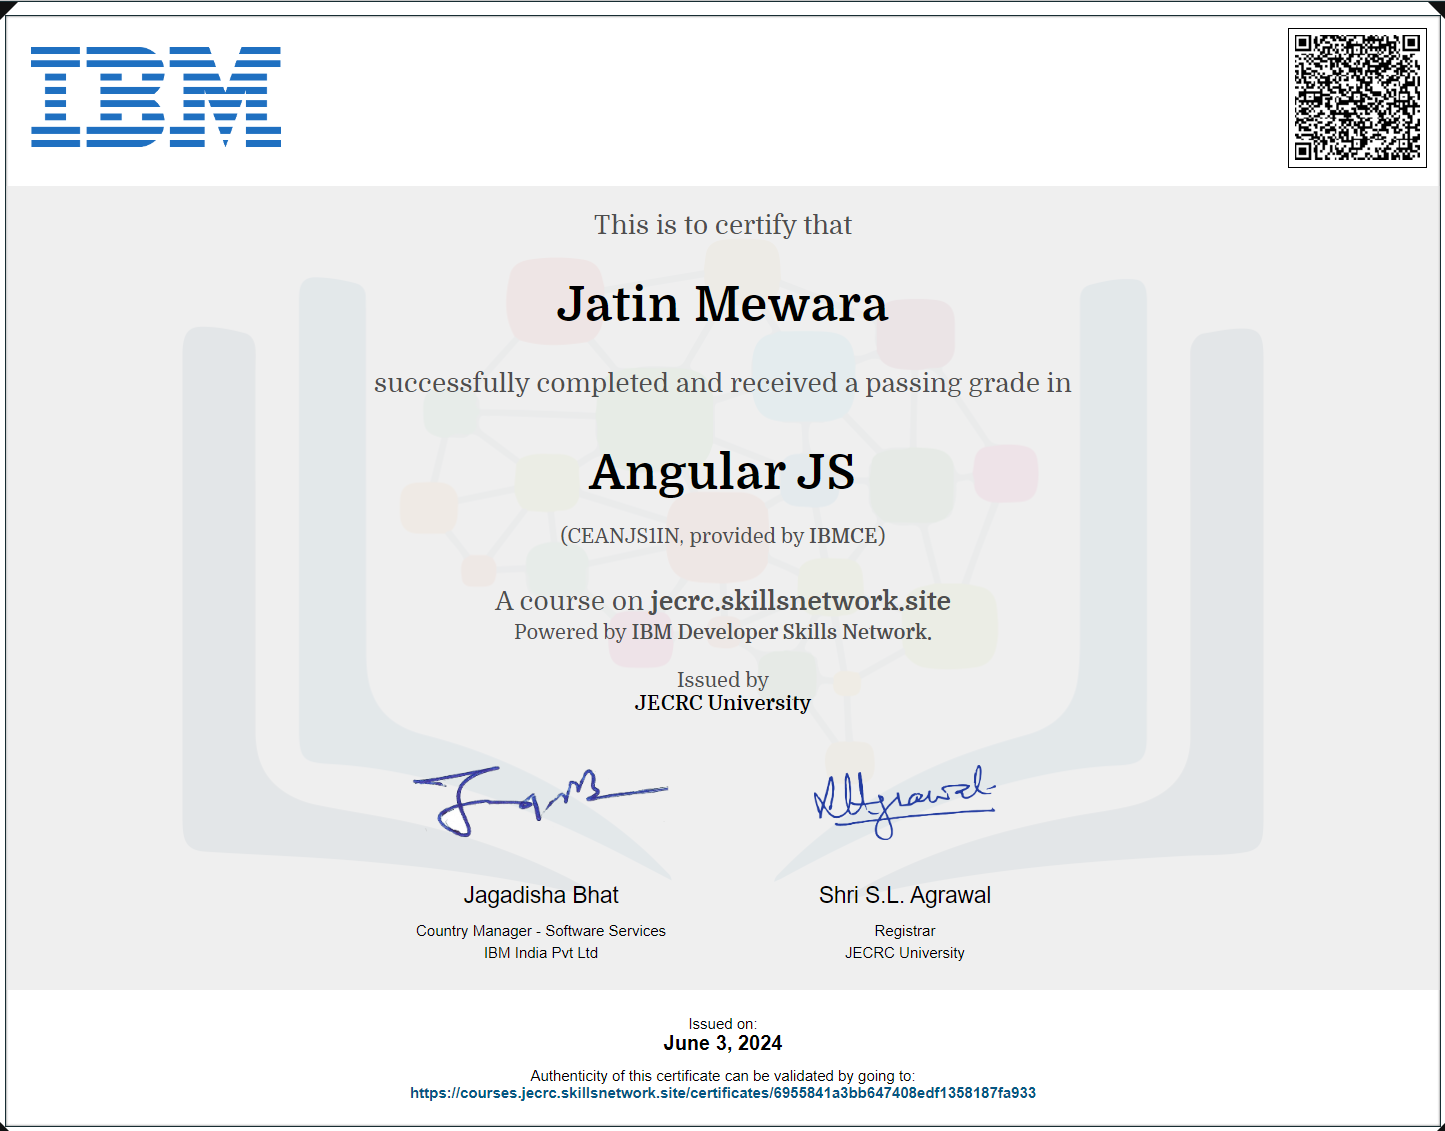 IBM
This is to certify that
Jatin Mewara
successfully completed and received a passing grade in
Angular JS
(CEANJS1IN, provided by IBMCE)
A course on jecrc.skillsnetwork.site
Powered by IBM Developer Skills Network.
Issued by
JECRC University
Jagadisha Bhat
Country Manager - Software Services
IBM India Pvt Ltd
Shri S.L. Agrawal
Registrar
JECRC University
Issued on:
June 3, 2024
Authenticity of this certificate can be validated by going to:
https://courses.jecrc.skillsnetwork.site/certificates/6955841a3bb647408edf1358187fa933